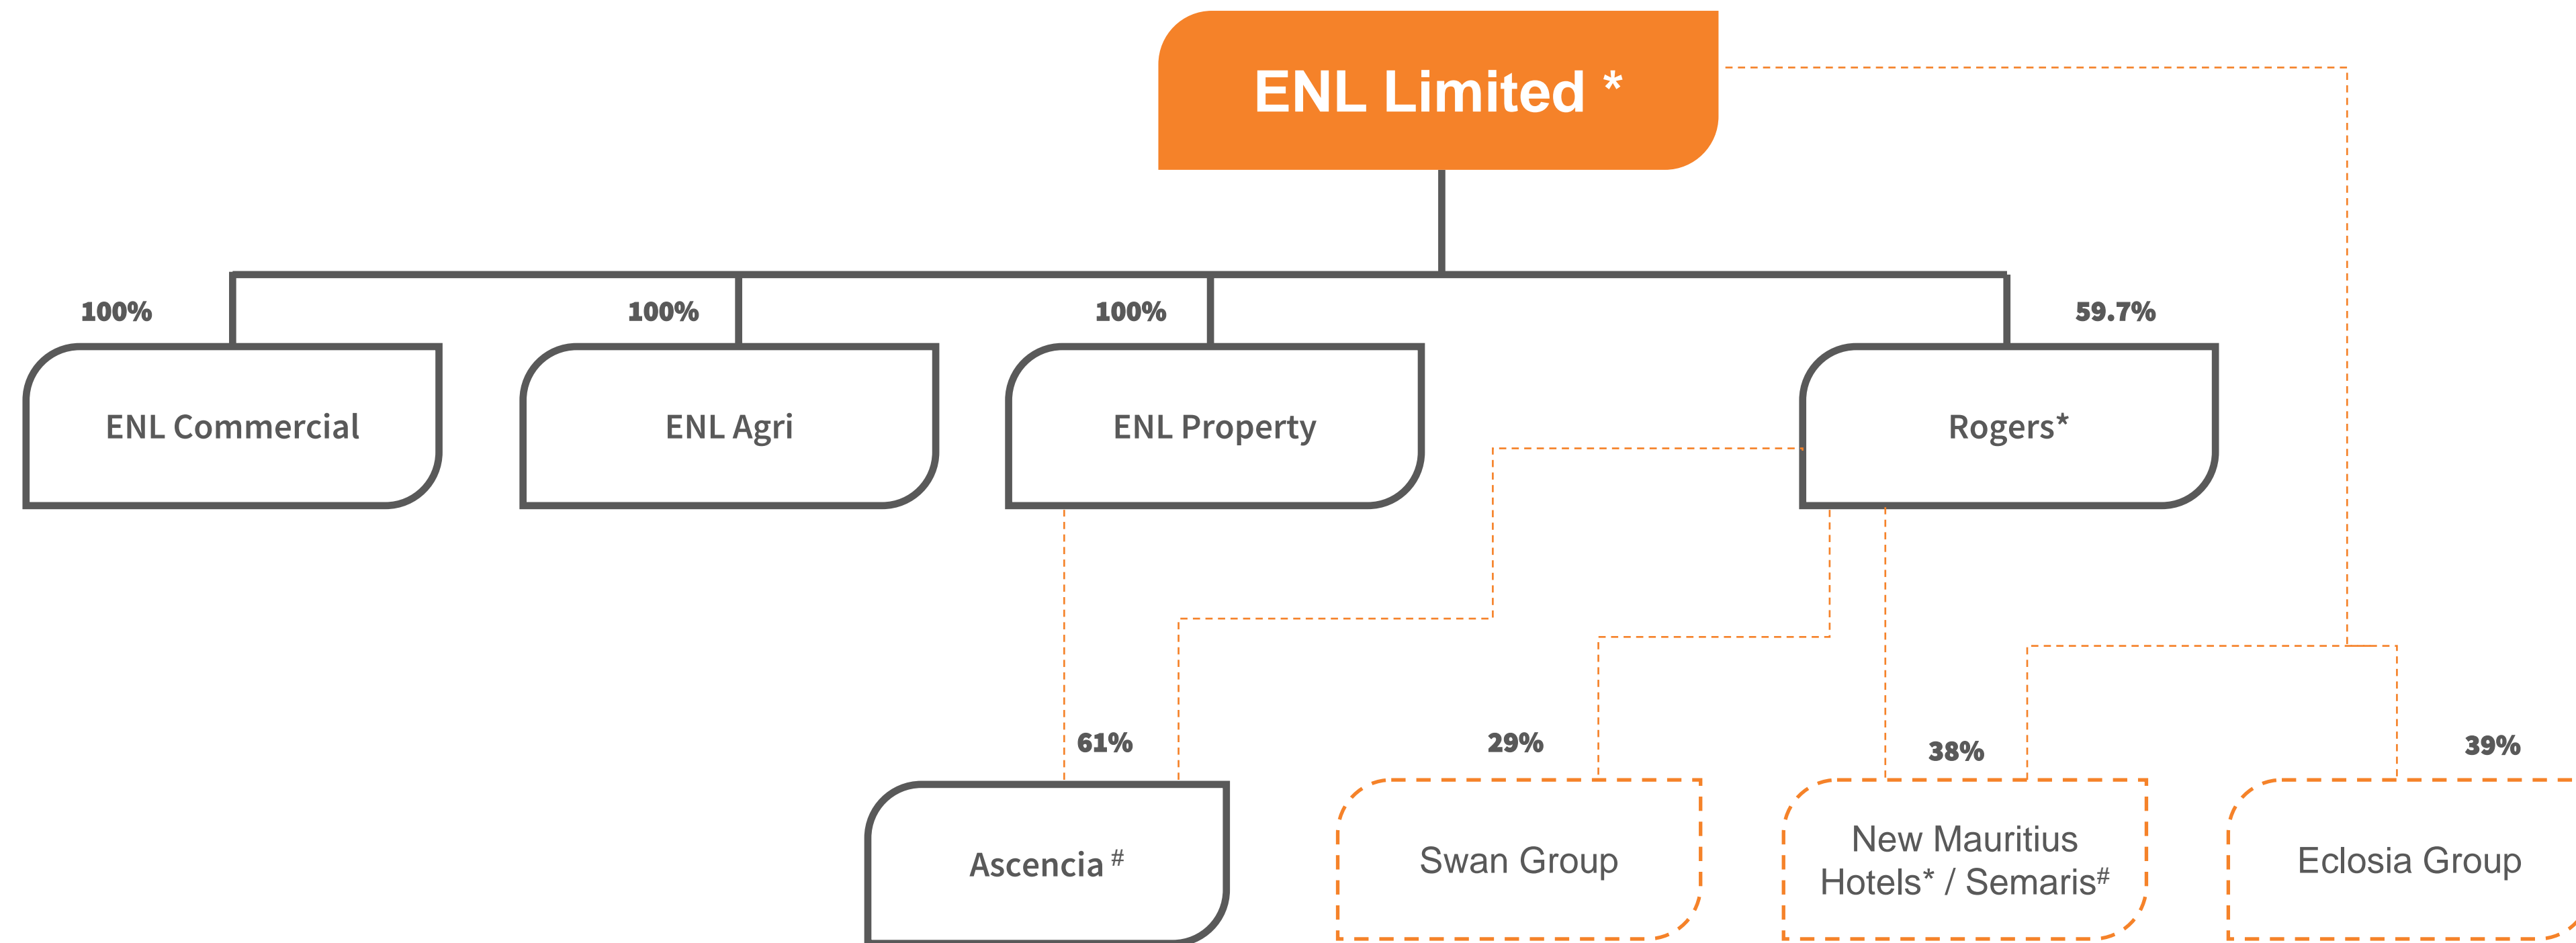 ENL Limited *
100%
100%
100%
59.7%
ENL Commercial
ENL Agri
ENL Property
Rogers*
61%
29%
38%
39%
Ascencia #
Swan Group
New Mauritius
Hotels* / Semaris#
Eclosia Group